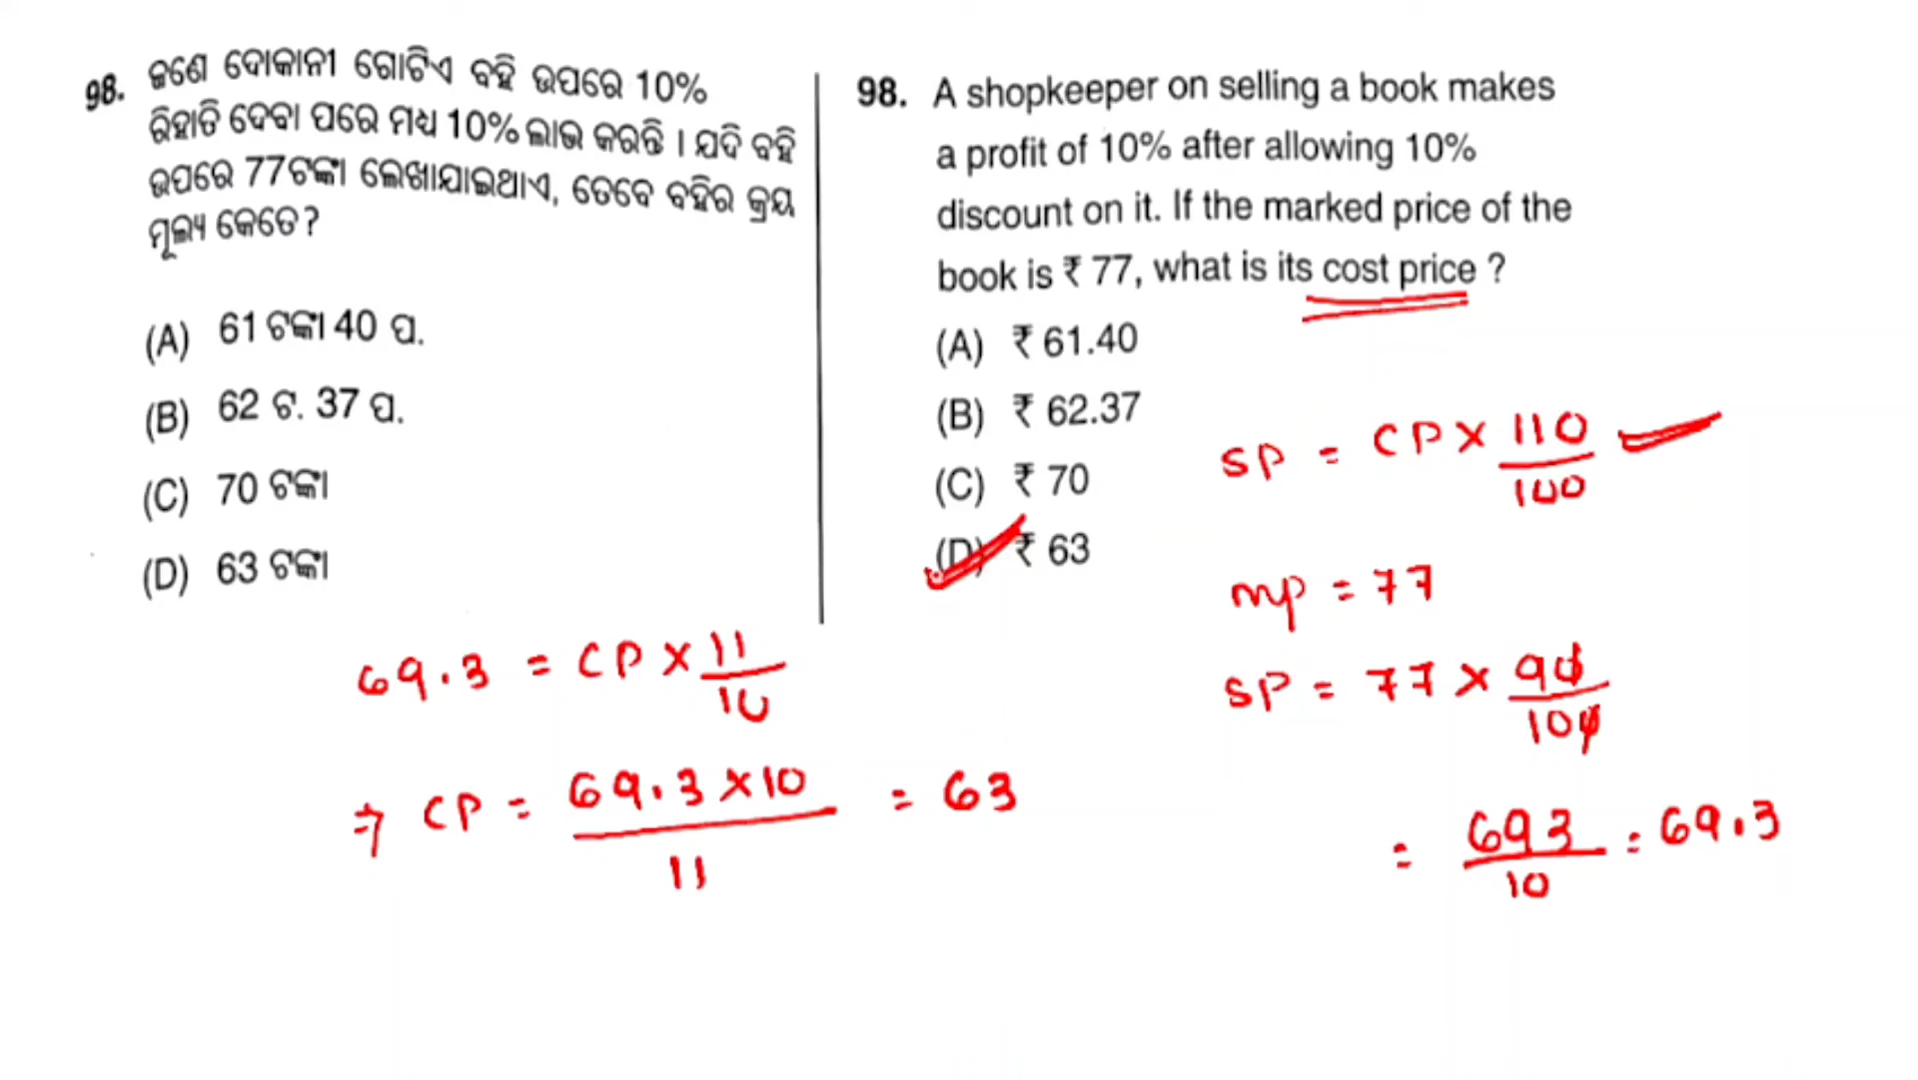 98. ଜଣେ ଦୋକାନୀ ଗୋଟିଏ ବହି ଉପରେ 10%
ରିହାତି ଦେବା ପରେ ମଧ୍ୟ 10% ଲାଭ କରନ୍ତି । ଯଦି ବହି
ଉପରେ 77ଟଙ୍କା ଲେଖାଯାଇଥାଏ, ତେବେ ବହିର କ୍ରୟ
ମୂଲ୍ୟ କେତେ ?
(A) 61 ଟଙ୍କା 40 ପ.
(B) 62 ଟ. 37 ପ.
(C) 70 ଟଙ୍କା
(D) 63 ଟଙ୍କା
98. A shopkeeper on selling a book makes
a profit of 10% after allowing 10%
discount on it. If the marked price of the
book is ₹ 77, what is its cost price ?
(A) ₹ 61.40
(B) ₹ 62.37
(C) ₹ 70
(D) ₹ 63
SP = CP × 110/100
mp = 77
SP = 77 × 90/100
= 693/10 = 69.3
69.3 = CP × 11/10
⇒ CP = 69.3 × 10/11 = 63